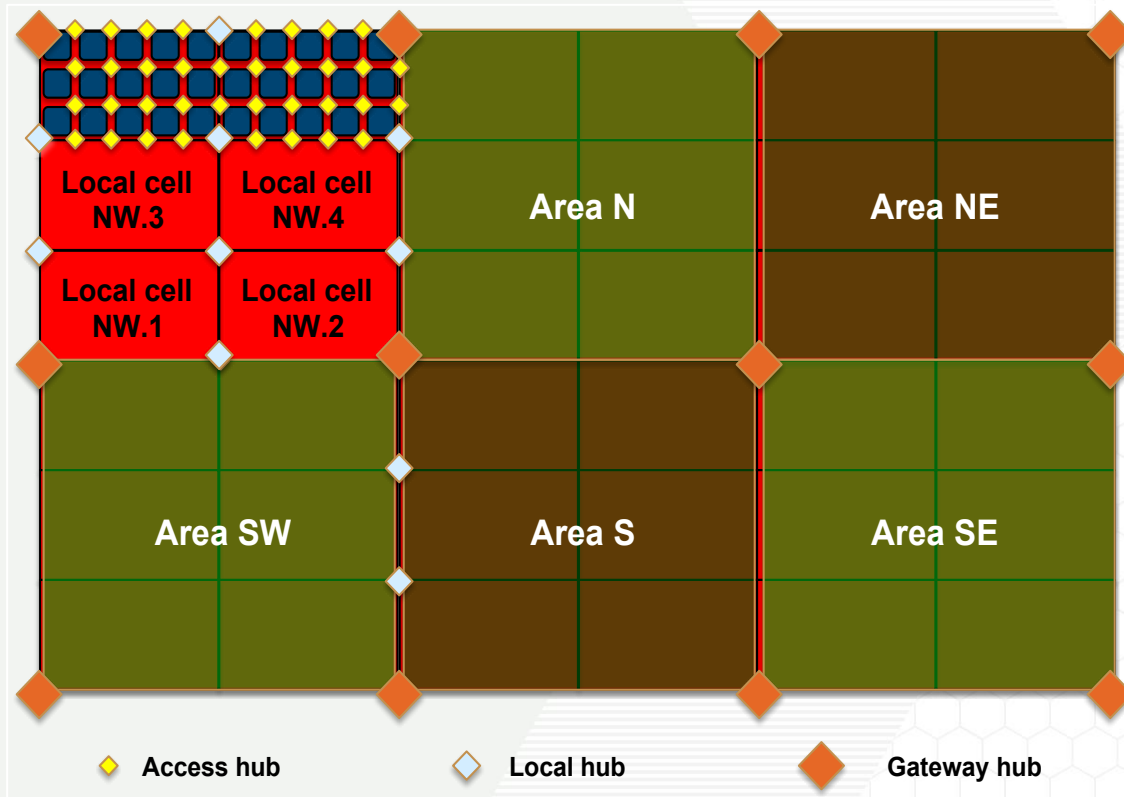 Local cell
NW.3
Local cell
NW.4
Area N
Area NE
Local cell
NW.1
Local cell
NW.2
Area SW
Area S
Area SE
Access hub
Local hub
Gateway hub